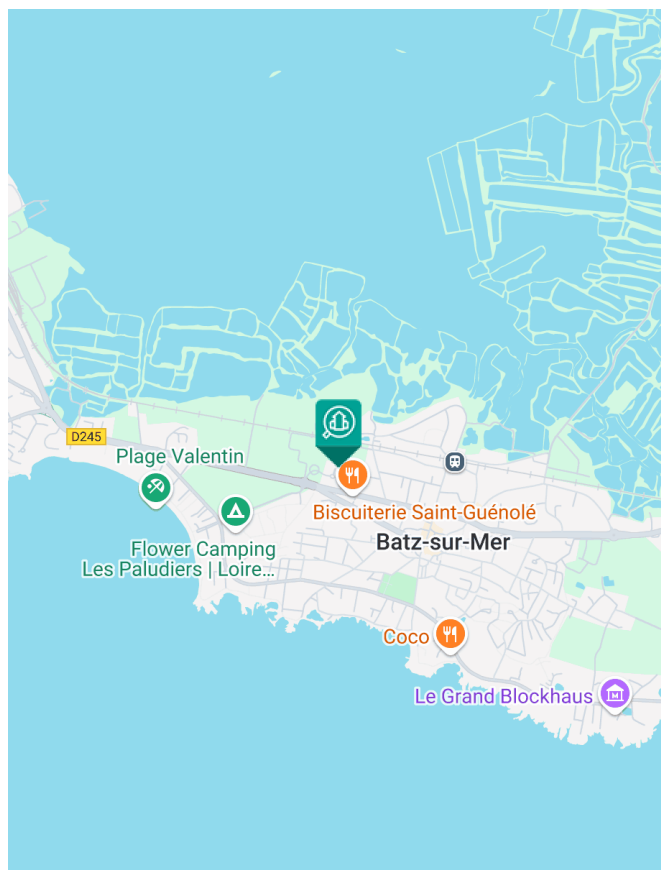 D245
Plage Valentin
Biscuiterie Saint-Guénolé
Batz-sur-Mer
Flower Camping
Les Paludiers | Loire...
Coco
Le Grand Blockhaus